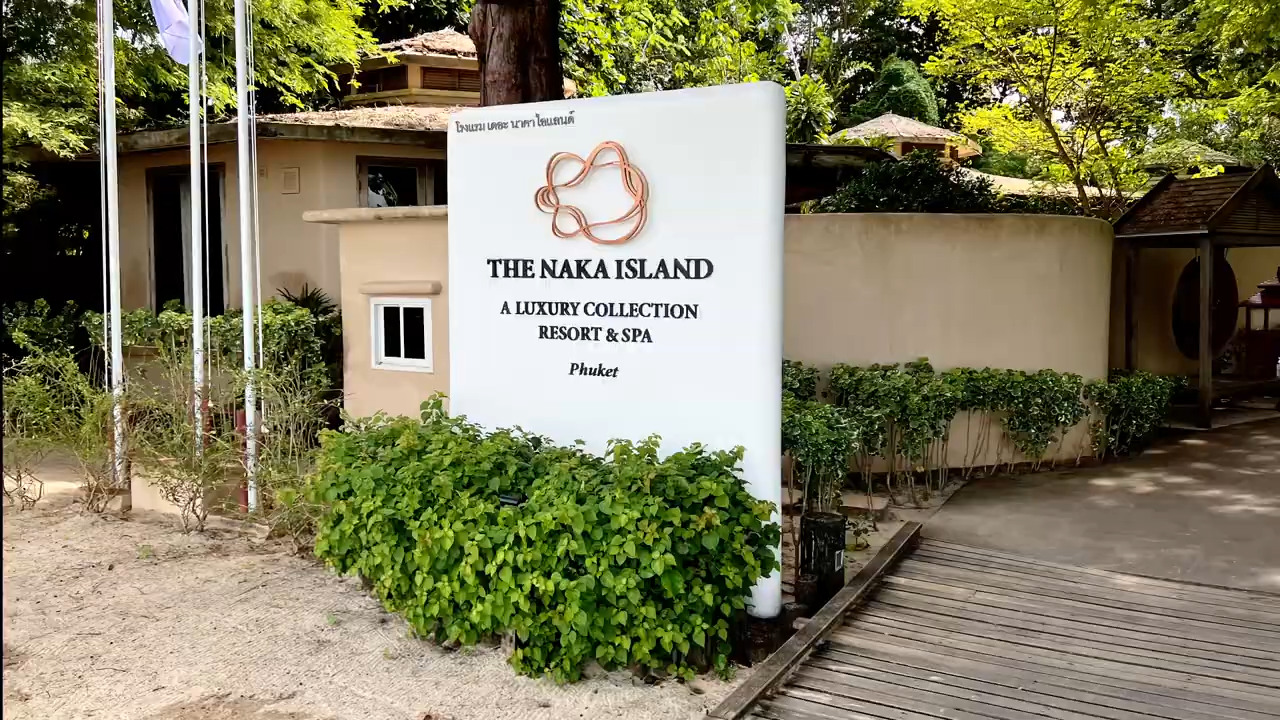 โรงแรม เดอะ นาคา ไอแลนด์
THE NAKA ISLAND
A LUXURY COLLECTION
RESORT & SPA
Phuket